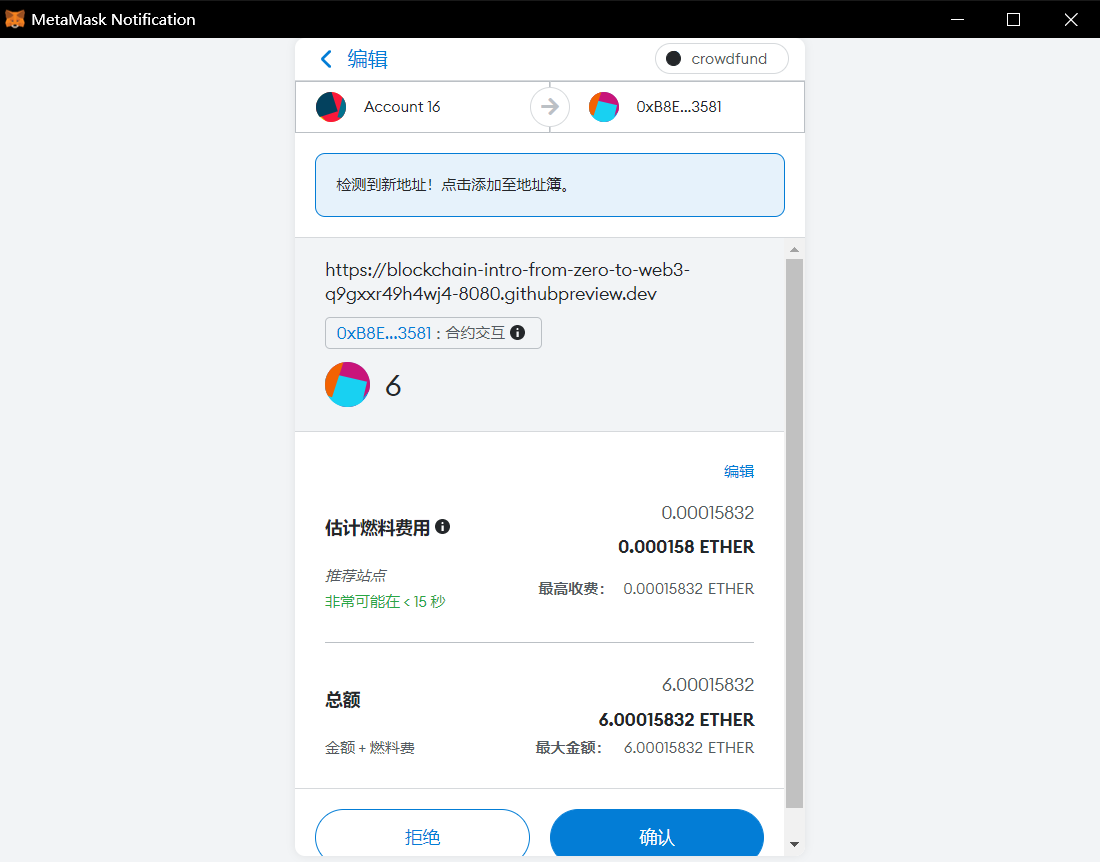 MetaMask Notification
编辑
crowdfund
Account 16
0xB8E...3581
检测到新地址！点击添加至地址簿。
https://blockchain-intro-from-zero-to-web3-
q9gxxr49h4wj4-8080.githubpreview.dev
0xB8E...3581 : 合约交互
6
编辑
0.00015832
估计燃料费用
0.000158 ETHER
推荐站点
最高收费： 0.00015832 ETHER
非常可能在 < 15 秒
6.00015832
总额
6.00015832 ETHER
金额 + 燃料费
最大金额： 6.00015832 ETHER
拒绝
确认